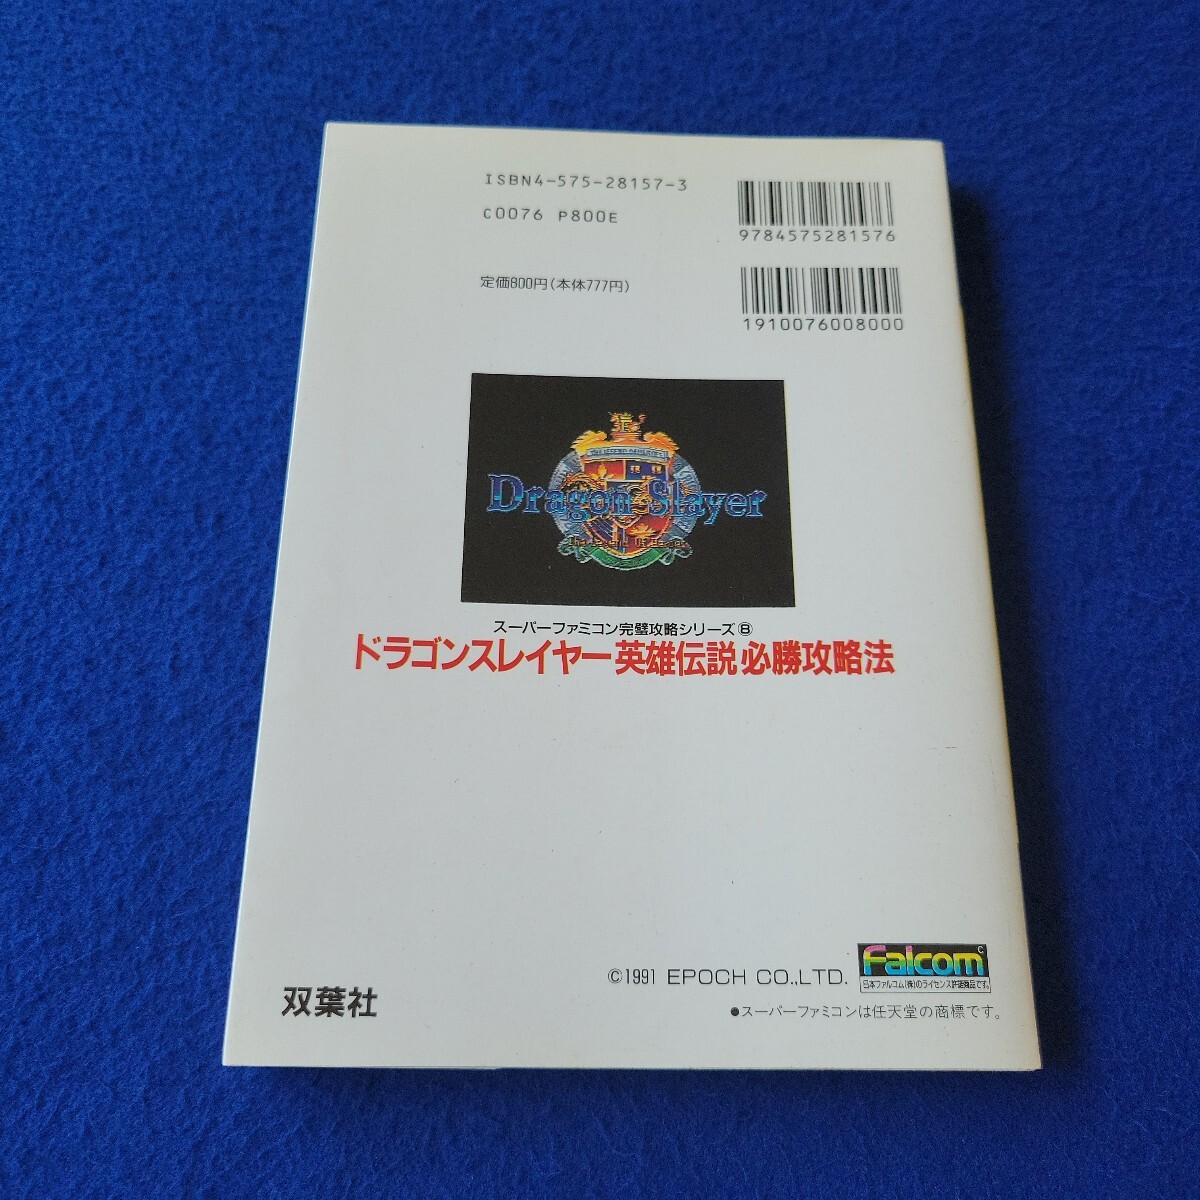 ISBN4-575-28157-3
C0076 P800E
9784575281576
定価800円(本体777円)
1910076008000
Dragon Slayer
The Legend Of Heroes
スーパーファミコン完璧攻略シリーズ⑧
ドラゴンスレイヤー英雄伝説 必勝攻略法
©1991 EPOCH CO.,LTD.
Falcom
C
日本ファルコム(株)のライセンス許諾商品です。
双葉社
●スーパーファミコンは任天堂の商標です。